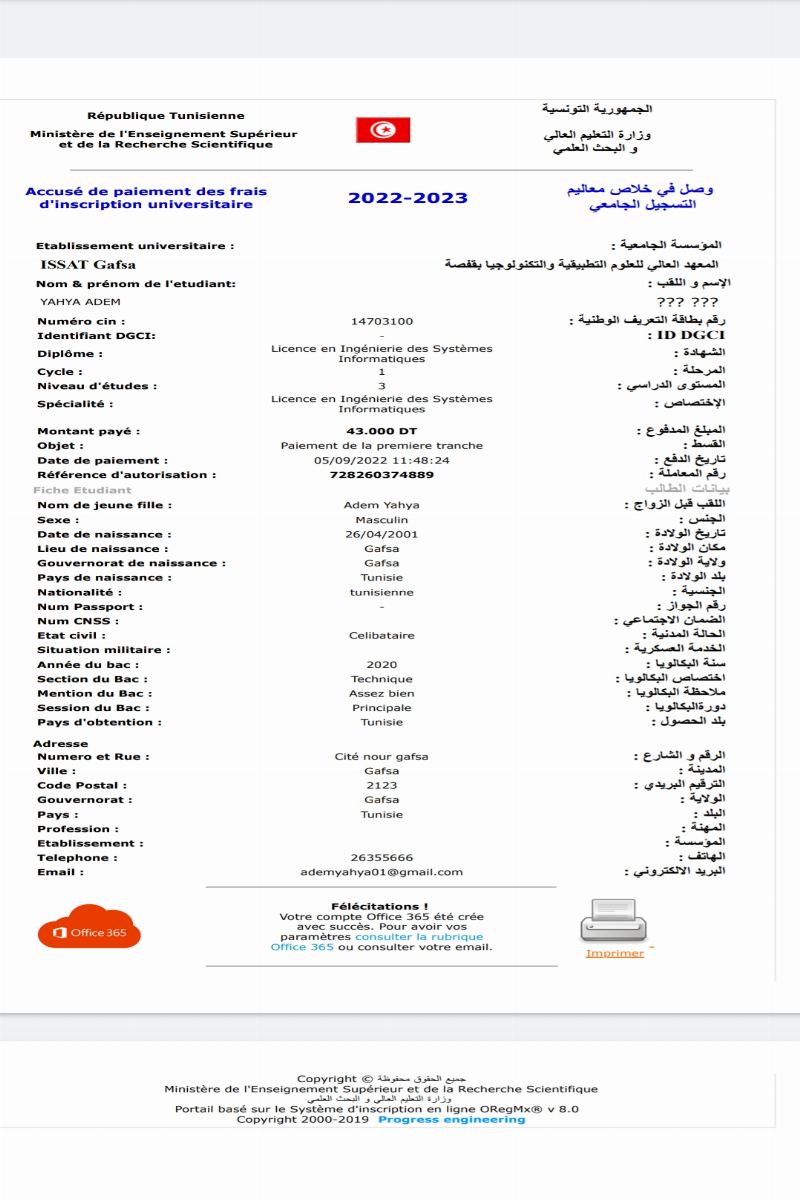 République Tunisienne
الجمهورية التونسية
Ministère de l'Enseignement Supérieur
et de la Recherche Scientifique
وزارة التعليم العالي
و البحث العلمي
Accusé de paiement des frais
d'inscription universitaire
2022-2023
وصل في خلاص معاليم
التسجيل الجامعي
Etablissement universitaire : المؤسسة الجامعية :
ISSAT Gafsa المعهد العالي للعلوم التطبيقية والتكنولوجيا بقفصة
Nom & prénom de l'etudiant: الإسم و اللقب :
YAHYA ADEM ??? ???
Numéro cin : 14703100 رقم بطاقة التعريف الوطنية :
Identifiant DGCI: - ID DGCI :
Diplôme : Licence en Ingénierie des Systèmes الشهادة :
Informatiques
Cycle : 1 المرحلة :
Niveau d'études : 3 المستوى الدراسي :
Spécialité : Licence en Ingénierie des Systèmes الإختصاص :
Informatiques
Montant payé : 43.000 DT المبلغ المدفوع :
Objet : Paiement de la premiere tranche القسط :
Date de paiement : 05/09/2022 11:48:24 تاريخ الدفع :
Référence d'autorisation : 728260374889 رقم المعاملة :
Fiche Etudiant بيانات الطالب
Nom de jeune fille : Adem Yahya اللقب قبل الزواج :
Sexe : Masculin الجنس :
Date de naissance : 26/04/2001 تاريخ الولادة :
Lieu de naissance : Gafsa مكان الولادة :
Gouvernorat de naissance : Gafsa ولاية الولادة :
Pays de naissance : Tunisie بلد الولادة :
Nationalité : tunisienne الجنسية :
Num Passport : - رقم الجواز :
Num CNSS : الضمان الاجتماعي :
Etat civil : Celibataire الحالة المدنية :
Situation militaire : الخدمة العسكرية :
Année du bac : 2020 سنة البكالويا :
Section du Bac : Technique اختصاص البكالويا :
Mention du Bac : Assez bien ملاحظة البكالويا :
Session du Bac : Principale دورةالبكالويا :
Pays d'obtention : Tunisie بلد الحصول :
Adresse
Numero et Rue : Cité nour gafsa الرقم و الشارع :
Ville : Gafsa المدينة :
Code Postal : 2123 الترقيم البريدي :
Gouvernorat : Gafsa الولاية :
Pays : Tunisie البلد :
Profession : المهنة :
Etablissement : المؤسسة :
Telephone : 26355666 الهاتف :
Email : ademyahya01@gmail.com البريد الالكتروني :
Office 365
Félécitations !
Votre compte Office 365 été crée
avec succès. Pour avoir vos
paramètres consulter la rubrique
Office 365 ou consulter votre email.
Imprimer
Copyright © جميع الحقوق محفوظة
Ministère de l'Enseignement Supérieur et de la Recherche Scientifique
وزارة التعليم العالي و البحث العلمي
Portail basé sur le Système d'inscription en ligne ORegMx® v 8.0
Copyright 2000-2019 Progress engineering